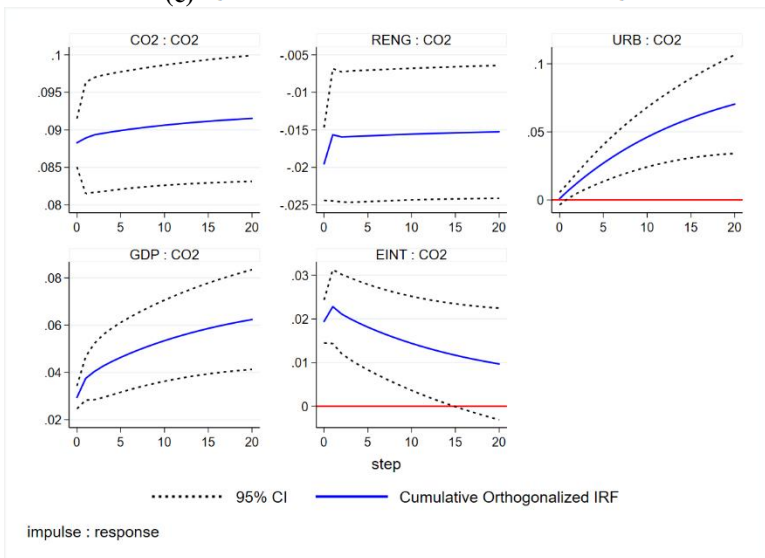 (c)
CO2 : CO2
RENG : CO2
URB : CO2
.1
.095
.09
.085
.08
0 5 10 15 20
-.005
-.01
-.015
-.02
-.025
0 5 10 15 20
.1
.05
0
0 5 10 15 20
GDP : CO2
EINT : CO2
.08
.06
.04
.02
0 5 10 15 20
.03
.02
.01
0
0 5 10 15 20
step
95% CI
Cumulative Orthogonalized IRF
impulse : response